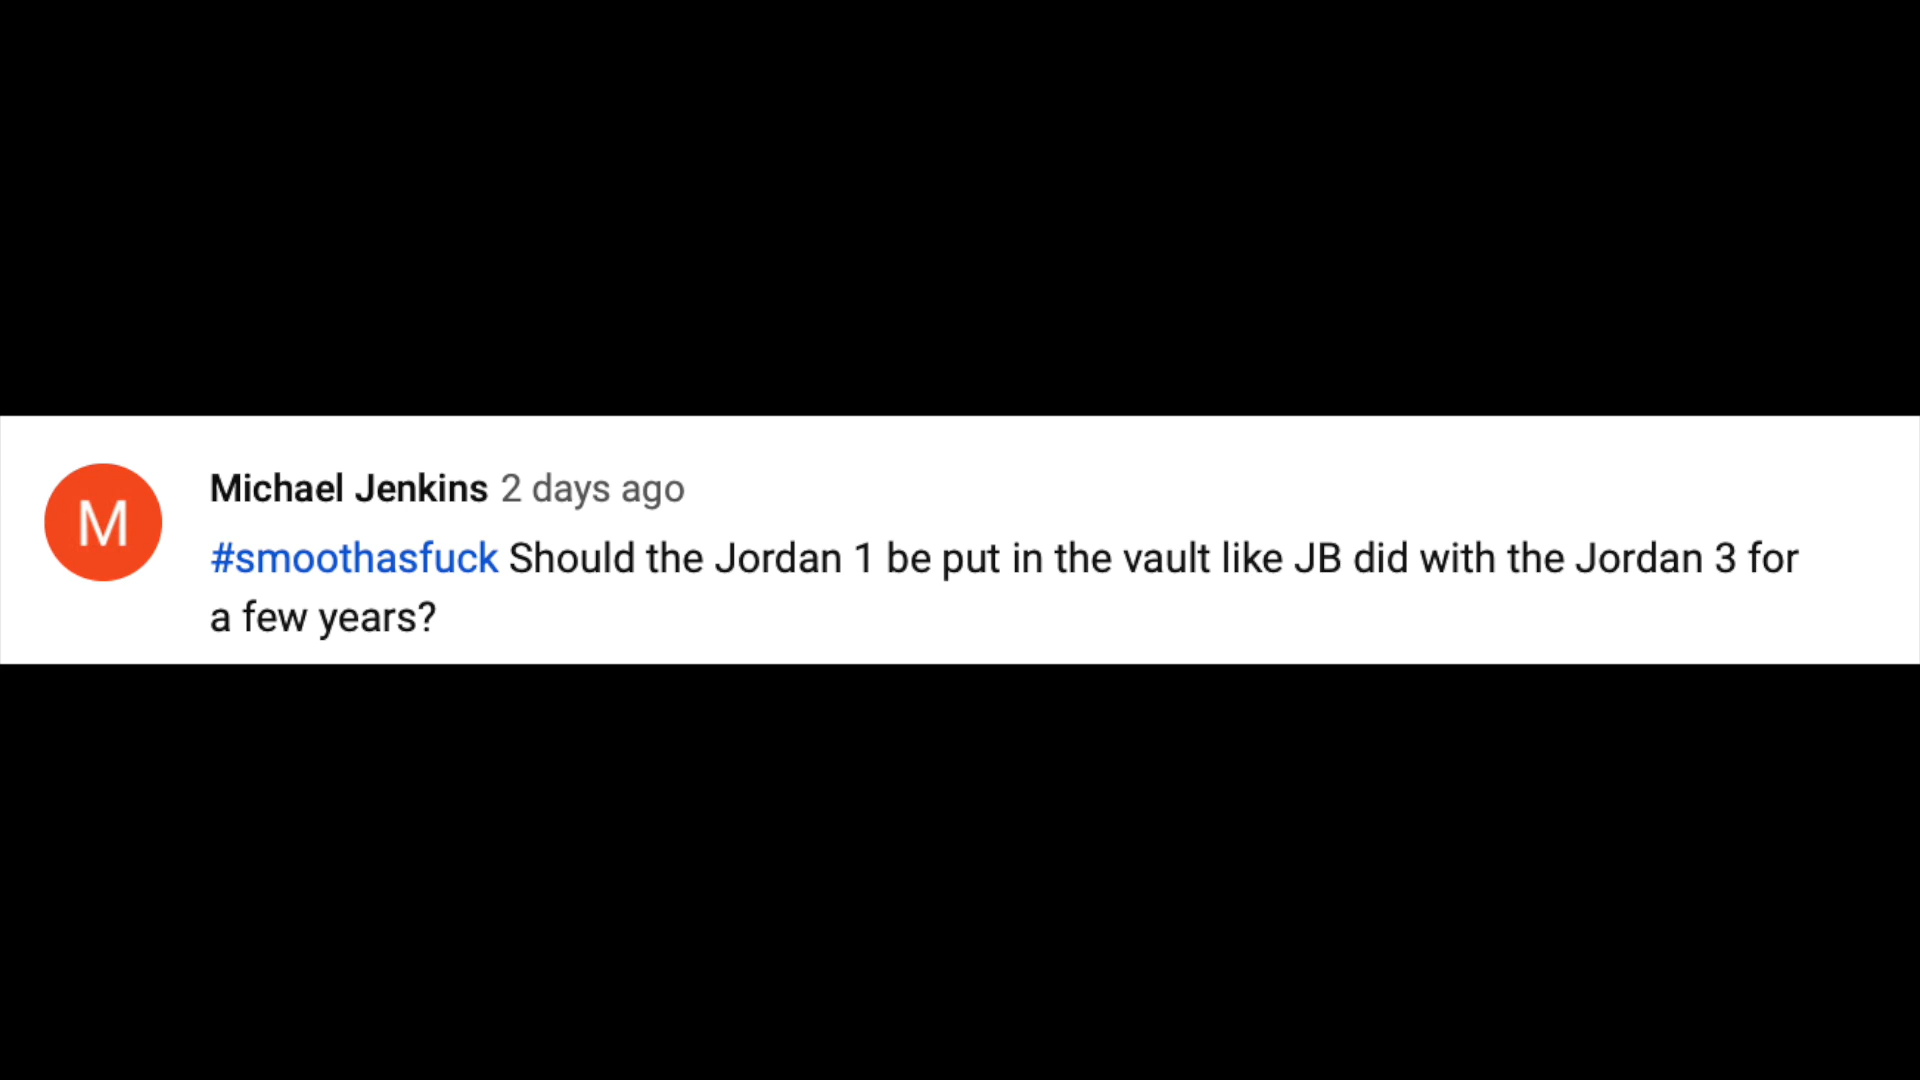 M
Michael Jenkins 2 days ago
#smoothasfuck Should the Jordan 1 be put in the vault like JB did with the Jordan 3 for
a few years?